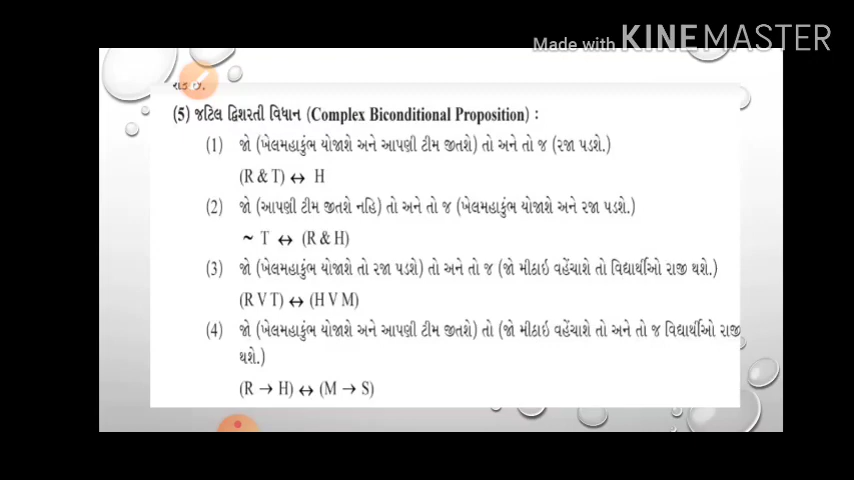 Made with KINEMASTER
(5) જટિલ દ્વિશરતી વિધાન (Complex Biconditional Proposition) :
(1) જો (ખેલમહાકુંભ યોજાશે અને આપણી ટીમ જીતશે) તો અને તો જ (રજા પડશે.)
(R & T) ↔ H
(2) જો (આપણી ટીમ જીતશે નહિ) તો અને તો જ (ખેલમહાકુંભ યોજાશે અને રજા પડશે.)
~ T ↔ (R & H)
(3) જો (ખેલમહાકુંભ યોજાશે તો રજા પડશે) તો અને તો જ (જો મીઠાઇ વહેંચાશે તો વિદ્યાર્થીઓ રાજી થશે.)
(R V T) ↔ (H V M)
(4) જો (ખેલમહાકુંભ યોજાશે અને આપણી ટીમ જીતશે) તો (જો મીઠાઇ વહેંચાશે તો અને તો જ વિદ્યાર્થીઓ રાજી
થશે.)
(R → H) ↔ (M → S)